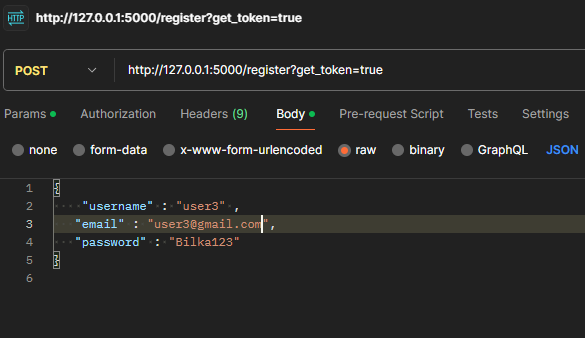 HTTP http://127.0.0.1:5000/register?get_token=true
POST http://127.0.0.1:5000/register?get_token=true
Params Authorization Headers (9) Body Pre-request Script Tests Settings
none form-data x-www-form-urlencoded raw binary GraphQL JSON
1 {
2 "username" : "user3" ,
3 "email" : "user3@gmail.com",
4 "password" : "Bilka123"
5 }
6